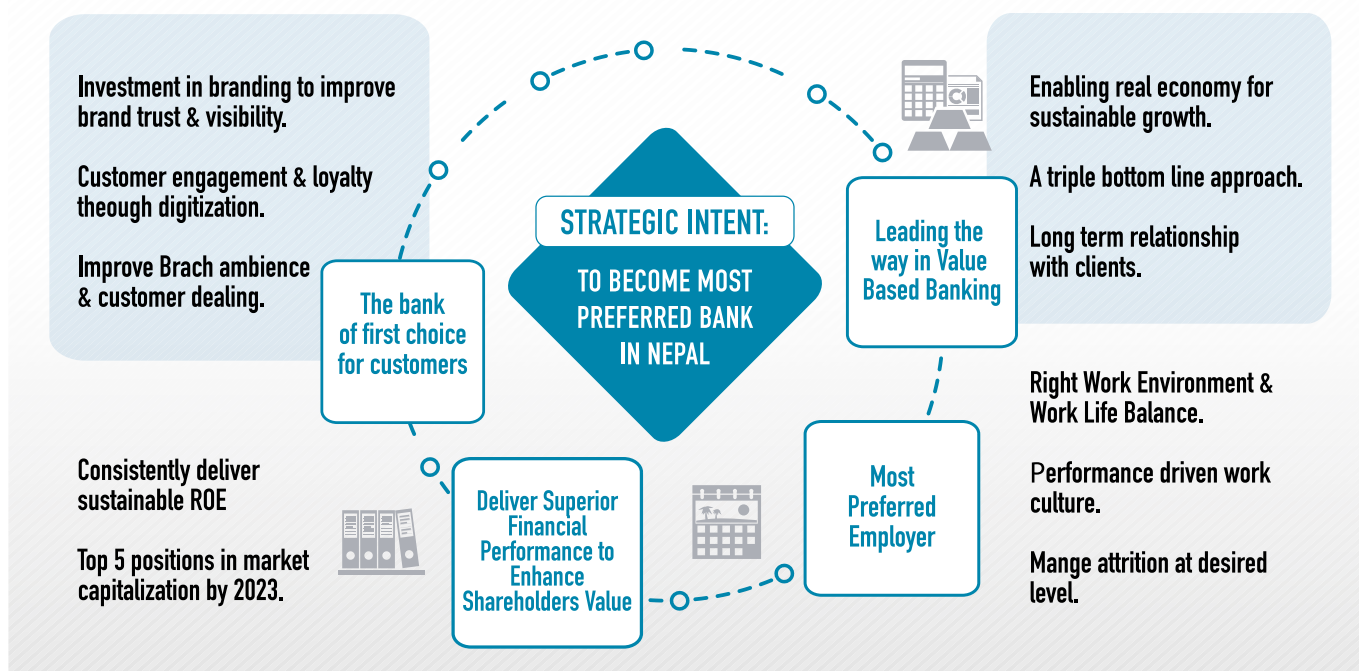 Investment in branding to improve
brand trust & visibility.
Customer engagement & loyalty
theough digitization.
Improve Brach ambience
& customer dealing.
The bank
of first choice
for customers
STRATEGIC INTENT:
TO BECOME MOST
PREFERRED BANK
IN NEPAL
Leading the
way in Value
Based Banking
Enabling real economy for
sustainable growth.
A triple bottom line approach.
Long term relationship
with clients.
Consistently deliver
sustainable ROE
Top 5 positions in market
capitalization by 2023.
Deliver Superior
Financial
Performance to
Enhance
Shareholders Value
Most
Preferred
Employer
Right Work Environment &
Work Life Balance.
Performance driven work
culture.
Mange attrition at desired
level.